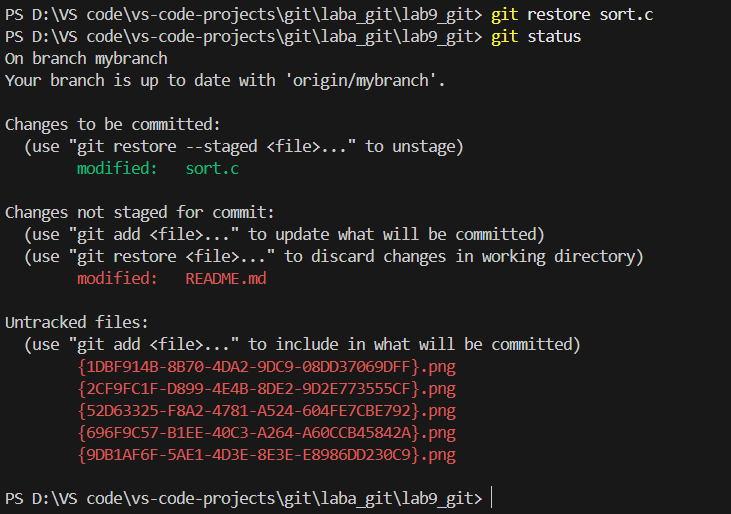 PS D:\VS code\vs-code-projects\git\laba_git\lab9_git> git restore sort.c
PS D:\VS code\vs-code-projects\git\laba_git\lab9_git> git status
On branch mybranch
Your branch is up to date with 'origin/mybranch'.
Changes to be committed:
(use "git restore --staged <file>..." to unstage)
modified:   sort.c
Changes not staged for commit:
(use "git add <file>..." to update what will be committed)
(use "git restore <file>..." to discard changes in working directory)
modified:   README.md
Untracked files:
(use "git add <file>..." to include in what will be committed)
{1DBF914B-8B70-4DA2-9DC9-08DD37069DFF}.png
{2CF9FC1F-D899-4E4B-8DE2-9D2E773555CF}.png
{52D63325-F8A2-4781-A524-604FE7CBE792}.png
{696F9C57-B1EE-40C3-A264-A60CCB45842A}.png
{9DB1AF6F-5AE1-4D3E-8E3E-E8986DD230C9}.png
PS D:\VS code\vs-code-projects\git\laba_git\lab9_git>